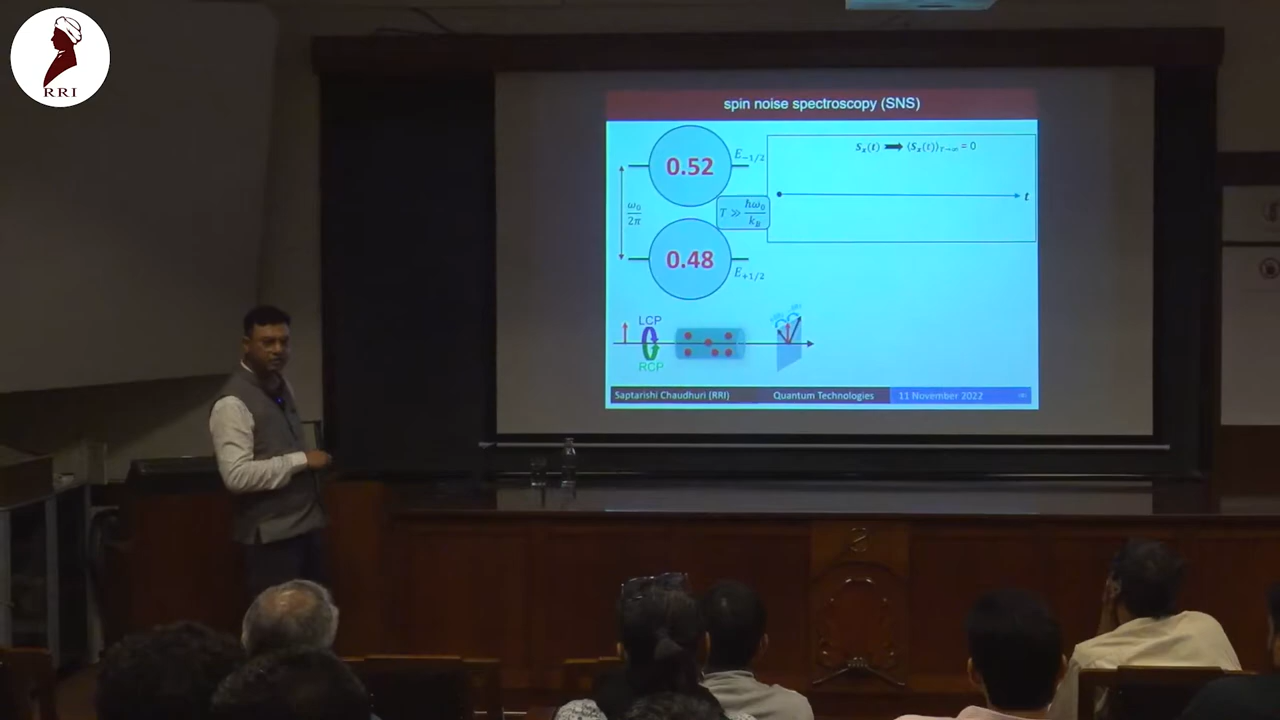 RRI
spin noise spectroscopy (SNS)
0.52
E₋₁/₂
Sₓ(t) ➡ ⟨Sₓ(t)⟩T→∞ = 0
t
ω₀/2π
T ≫ ħω₀/k_B
0.48
E₊₁/₂
LCP
RCP
Saptarishi Chaudhuri (RRI) Quantum Technologies 11 November 2022